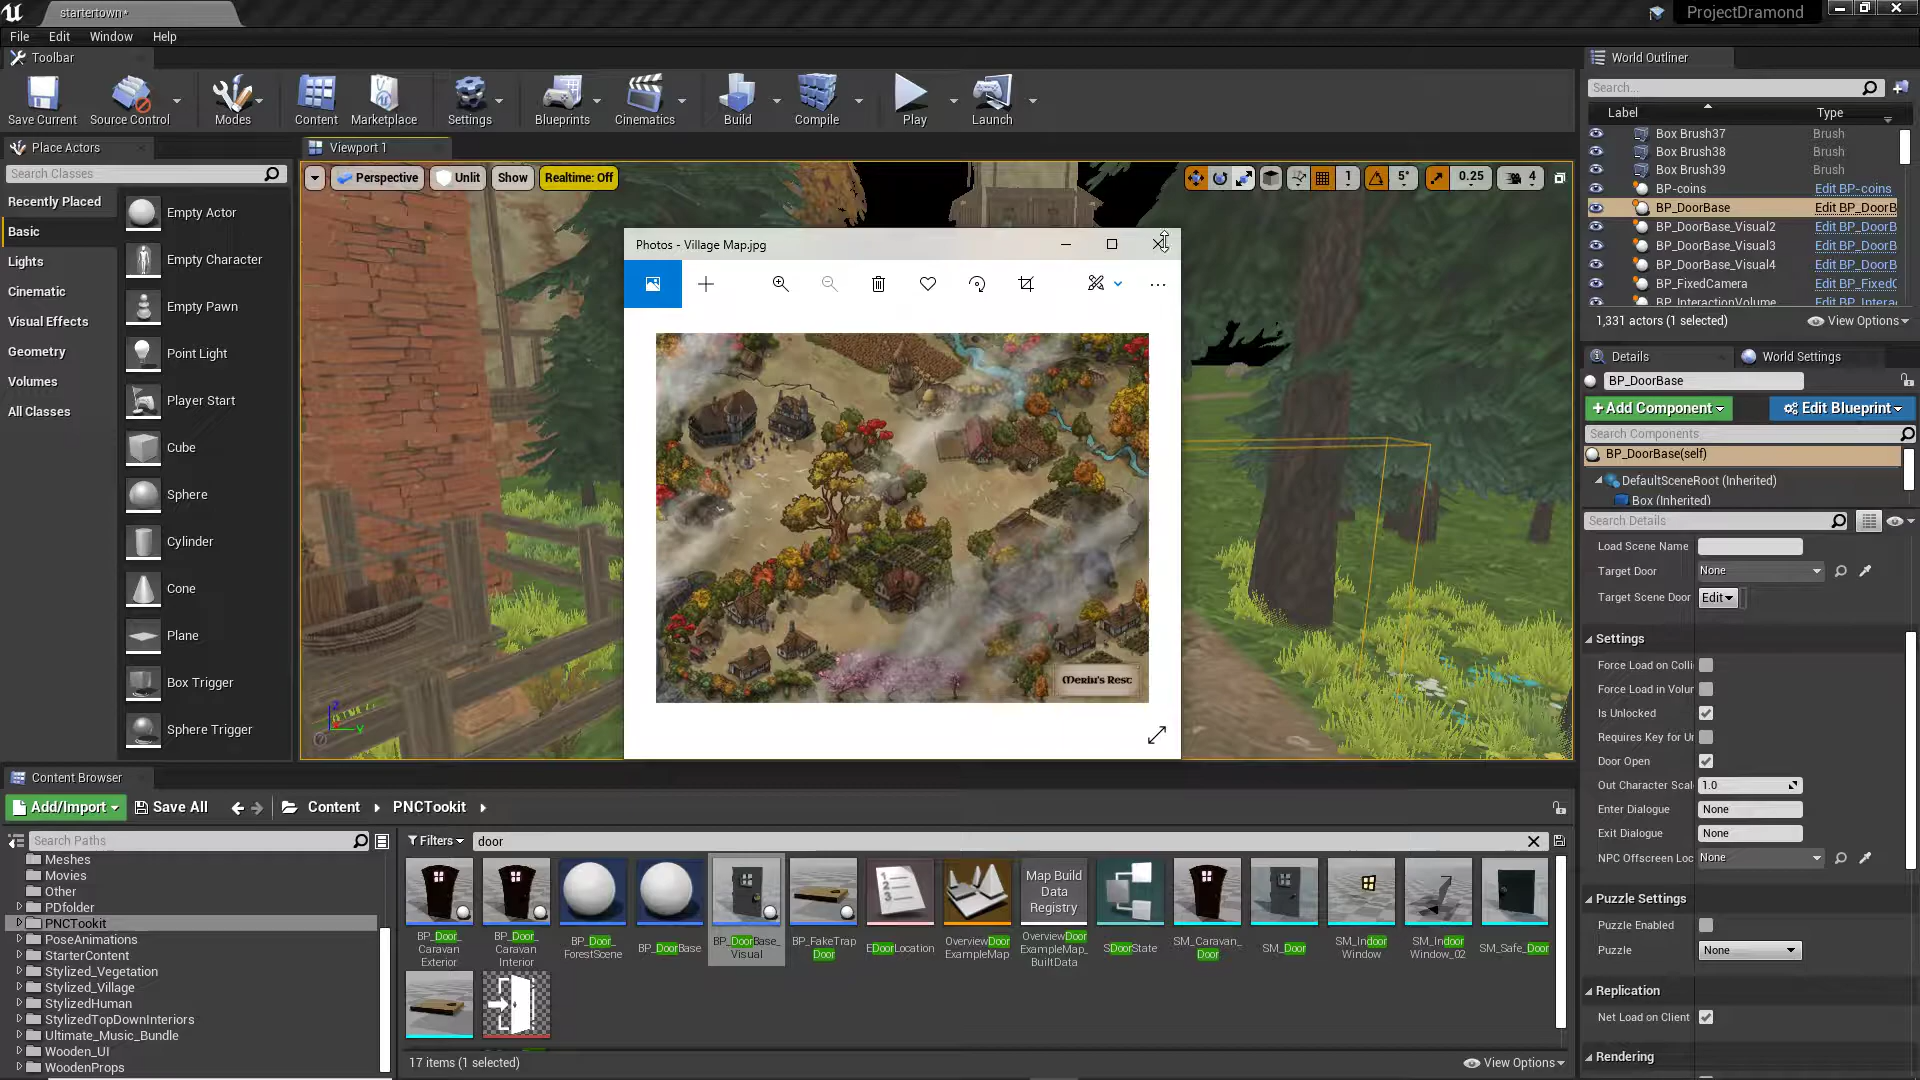 startertown*
ProjectDramond
File Edit Window Help
Toolbar
Save Current
Source Control
Modes
Content
Marketplace
Settings
Blueprints
Cinematics
Build
Compile
Play
Launch
Place Actors
Search Classes
Recently Placed
Basic
Lights
Cinematic
Visual Effects
Geometry
Volumes
All Classes
Empty Actor
Empty Character
Empty Pawn
Point Light
Player Start
Cube
Sphere
Cylinder
Cone
Plane
Box Trigger
Sphere Trigger
Viewport 1
Perspective
Unlit
Show
Realtime: Off
1
5°
0.25
4
Photos - Village Map.jpg
Merlu's Rest
World Outliner
Search...
Label Type
Box Brush37 Brush
Box Brush38 Brush
Box Brush39 Brush
BP-coins Edit BP-coins
BP_DoorBase Edit BP_DoorB
BP_DoorBase_Visual2 Edit BP_DoorB
BP_DoorBase_Visual3 Edit BP_DoorB
BP_DoorBase_Visual4 Edit BP_DoorB
BP_FixedCamera Edit BP_FixedC
BP_InteractionVolume Edit BP_Intera
1,331 actors (1 selected) View Options
Details
World Settings
BP_DoorBase
Add Component
Edit Blueprint
Search Components
BP_DoorBase(self)
DefaultSceneRoot (Inherited)
Box (Inherited)
Search Details
Load Scene Name
Target Door None
Target Scene Door Edit
Settings
Force Load on Colli
Force Load in Volur
Is Unlocked
Requires Key for Ur
Door Open
Out Character Scal 1.0
Enter Dialogue None
Exit Dialogue None
NPC Offscreen Loc None
Puzzle Settings
Puzzle Enabled
Puzzle None
Replication
Net Load on Client
Rendering
Content Browser
Add/Import
Save All
Content
PNCTookit
Search Paths
Filters
door
Meshes
Movies
Other
PDfolder
PNCTookit
PoseAnimations
StarterContent
Stylized_Vegetation
Stylized_Village
StylizedHuman
StylizedTopDownInteriors
Ultimate_Music_Bundle
Wooden_UI
WoodenProps
BP_Door_
Caravan
Exterior
BP_Door_
Caravan
Interior
BP_Door_
ForestScene
BP_DoorBase
BP_DoorBase_
Visual
BP_FakeTrap
Door
EDoorLocation
OverviewDoor
ExampleMap
Map Build
Data
Registry
OverviewDoor
ExampleMap_
BuiltData
SDoorState
SM_Caravan_
Door
SM_Door
SM_Indoor
Window
SM_Indoor
Window_02
SM_Safe_Door
17 items (1 selected)
View Options